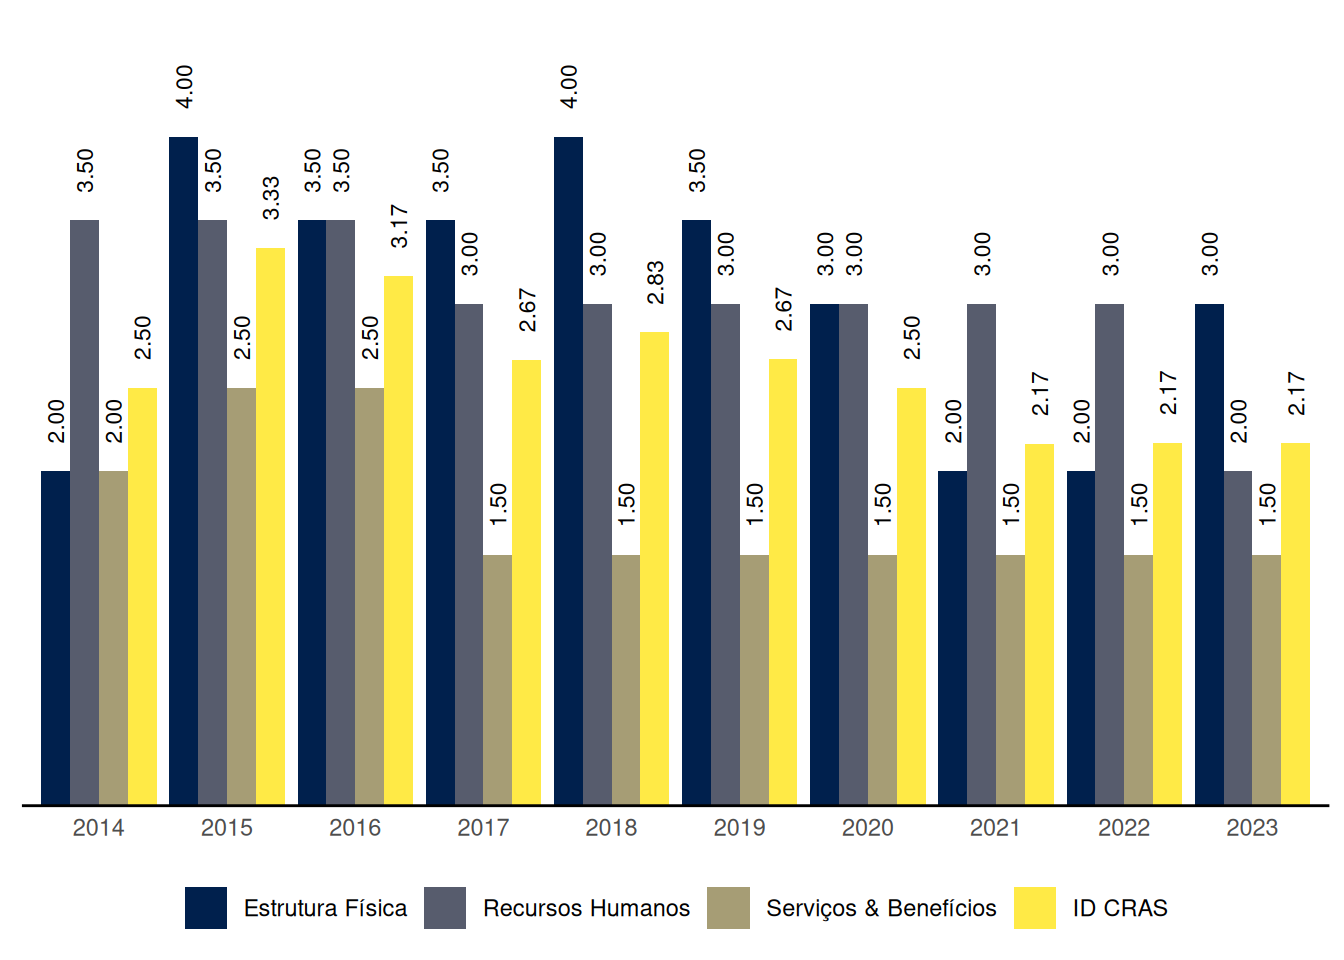 2.00 3.50 2.00 2.50
4.00 3.50 2.50 3.33
3.50 3.50 2.50 3.17
3.50 3.00 1.50 2.67
4.00 3.00 1.50 2.83
3.50 3.00 1.50 2.67
3.00 3.00 1.50 2.50
2.00 3.00 1.50 2.17
2.00 3.00 1.50 2.17
3.00 2.00 1.50 2.17
2014 2015 2016 2017 2018 2019 2020 2021 2022 2023
Estrutura Física Recursos Humanos Serviços & Benefícios ID CRAS